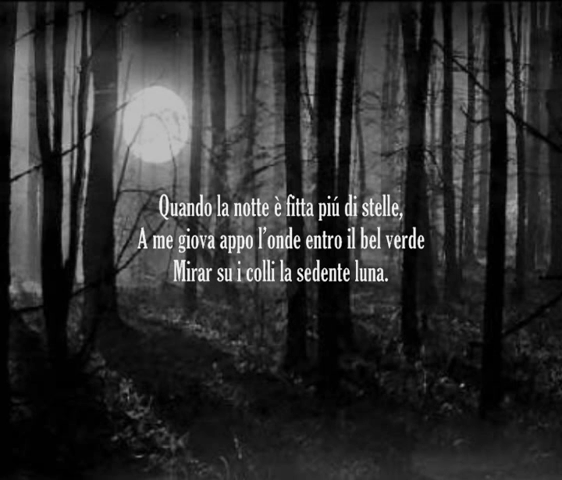 Quando la notte è fitta piú di stelle,
A me giova appo l'onde entro il bel verde
Mirar su i colli la sedente luna.